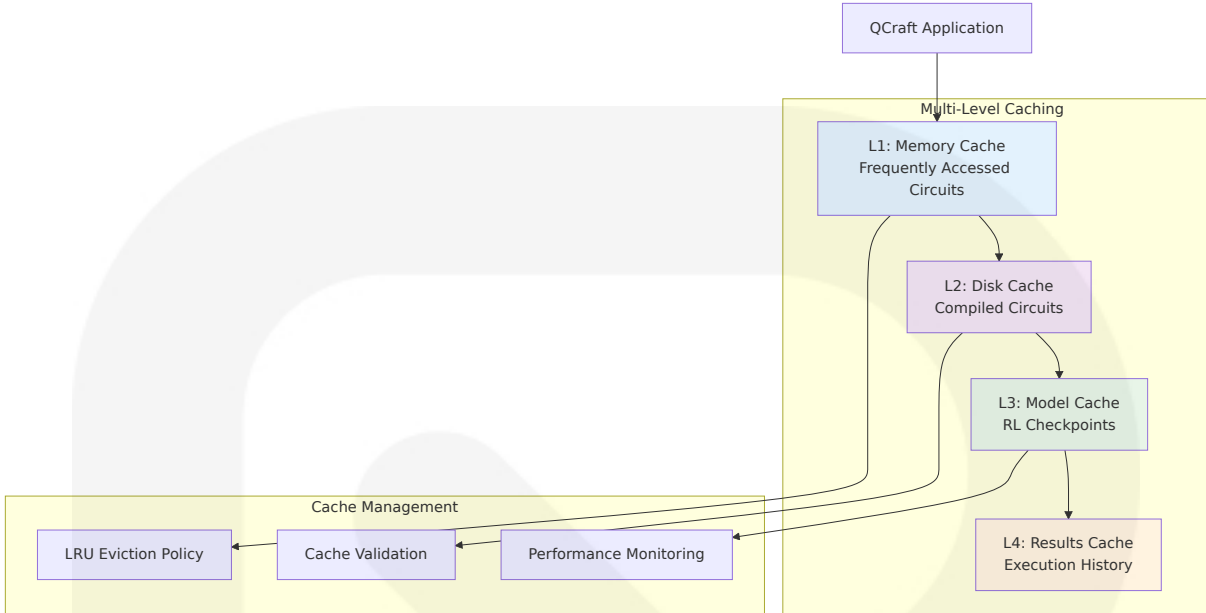 QCraft Application
Multi-Level Caching
L1: Memory Cache
Frequently Accessed
Circuits
L2: Disk Cache
Compiled Circuits
L3: Model Cache
RL Checkpoints
Cache Management
LRU Eviction Policy
Cache Validation
Performance Monitoring
L4: Results Cache
Execution History